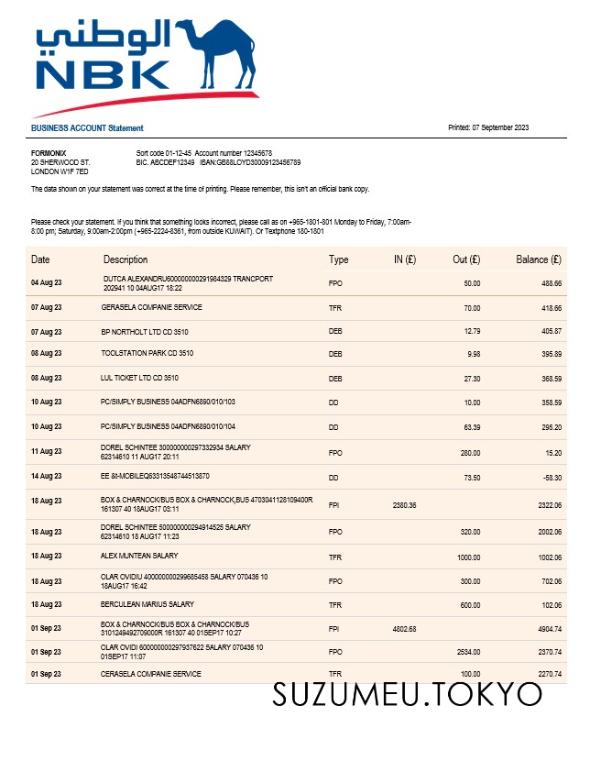 الوطني
NBK
BUSINESS ACCOUNT Statement
Printed: 07 September 2023
FORMONIX
20 SHERWOOD ST.
LONDON W1F 7ED
Sort code 01-12-45 Account number 12345678
BIC. ABCDEF12349 IBAN:GB88LOYD30009123456789
The data shown on your statement was correct at the time of printing. Please remember, this isn't an official bank copy.
Please check your statement. If you think that something looks incorrect, please call as on +965-1801-801 Monday to Friday, 7:00am-
8:00 pm; Saturday, 9:00am-2:00pm (+965-2224-8361, from outside KUWAIT). Or Textphone 180-1801
Date Description Type IN (£) Out (£) Balance (£)
04 Aug 23 DUTCA ALEXANDRU600000000291984329 TRANCPORT FPO 50.00 488.66
202941 10 04AUG17 18:22
07 Aug 23 GERASELA COMPANIE SERVICE TFR 70.00 418.66
07 Aug 23 BP NORTHOLT LTD CD 3510 DEB 12.79 405.87
08 Aug 23 TOOLSTATION PARK CD 3510 DEB 9.98 395.89
08 Aug 23 LUL TICKET LTD CD 3510 DEB 27.30 368.59
10 Aug 23 PC/SIMPLY BUSINESS 04ADFN6890/010/103 DD 10.00 358.59
10 Aug 23 PC/SIMPLY BUSINESS 04ADFN6890/010/104 DD 63.39 295.20
11 Aug 23 DOREL SCHINTEE 300000000297332934 SALARY FPO 280.00 15.20
62314610 11 AUG17 20:11
14 Aug 23 EE &t-MOBILEQ63313548744513870 DD 73.50 -58.30
18 Aug 23 BOX & CHARNOCK/BUS BOX & CHARNOCK,BUS 4703041128109400R FPI 2380.36 2322.06
161307 40 18AUG17 03:11
18 Aug 23 DOREL SCHINTEE 500000000294914525 SALARY FPO 320.00 2002.06
62314610 18 AUG17 11:23
18 Aug 23 ALEX MUNTEAN SALARY TFR 1000.00 1002.06
18 Aug 23 CLAR OVIDIU 400000000299685458 SALARY 070436 10 FPO 300.00 702.06
18AUG17 16:42
18 Aug 23 BERCULEAN MARIUS SALARY TFR 600.00 102.06
01 Sep 23 BOX & CHARNOCK/BUS BOX & CHARNOCK/BUS FPI 4802.68 4904.74
3101249492709000R 161307 40 01SEP17 10:27
01 Sep 23 CLAR OVIDI 600000000297937622 SALARY 070436 10 FPO 2534.00 2370.74
01SEP17 11:07
01 Sep 23 CERASELA COMPANIE SERVICE TFR 100.00 2270.74
SUZUMEU.TOKYO